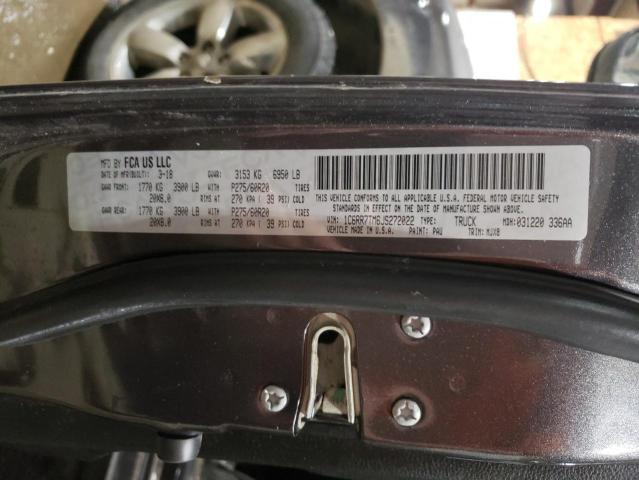 MFD BY FCA US LLC
DATE OF MFR(BUILT): 3-18 GVWR: 3153 KG 6950 LB
GAWR FRONT: 1770 KG 3900 LB WITH P275/60R20 TIRES
20X8.0 RIMS AT 270 KPA ( 39 PSI) COLD
GAWR REAR: 1770 KG 3900 LB WITH P275/60R20 TIRES
20X8.0 RIMS AT 270 KPA ( 39 PSI) COLD
THIS VEHICLE CONFORMS TO ALL APPLICABLE U.S.A. FEDERAL MOTOR VEHICLE SAFETY
STANDARDS IN EFFECT ON THE DATE OF MANUFACTURE SHOWN ABOVE.
VIN: 1C6RR7TM6JS272022 TYPE: TRUCK MDH: 031220 336AA
VEHICLE MADE IN U.S.A. PAINT: PAU TRIM: MJX8